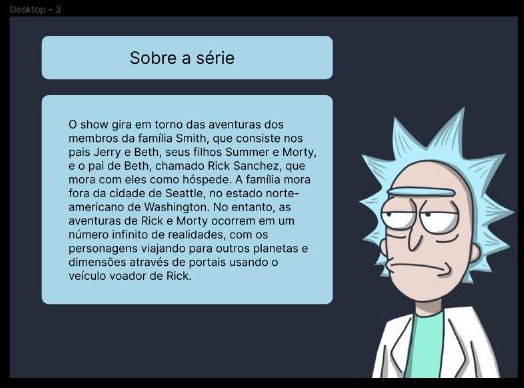 Desktop - 3
Sobre a série
O show gira em torno das aventuras dos
membros da família Smith, que consiste nos
pais Jerry e Beth, seus filhos Summer e Morty,
e o pai de Beth, chamado Rick Sanchez, que
mora com eles como hóspede. A família mora
fora da cidade de Seattle, no estado norte-
americano de Washington. No entanto, as
aventuras de Rick e Morty ocorrem em um
número infinito de realidades, com os
personagens viajando para outros planetas e
dimensões através de portais usando o
veículo voador de Rick.